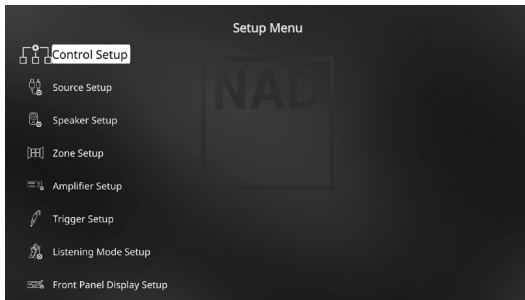 Setup Menu
Control Setup
Source Setup
NAD
Speaker Setup
Zone Setup
Amplifier Setup
Trigger Setup
Listening Mode Setup
Front Panel Display Setup